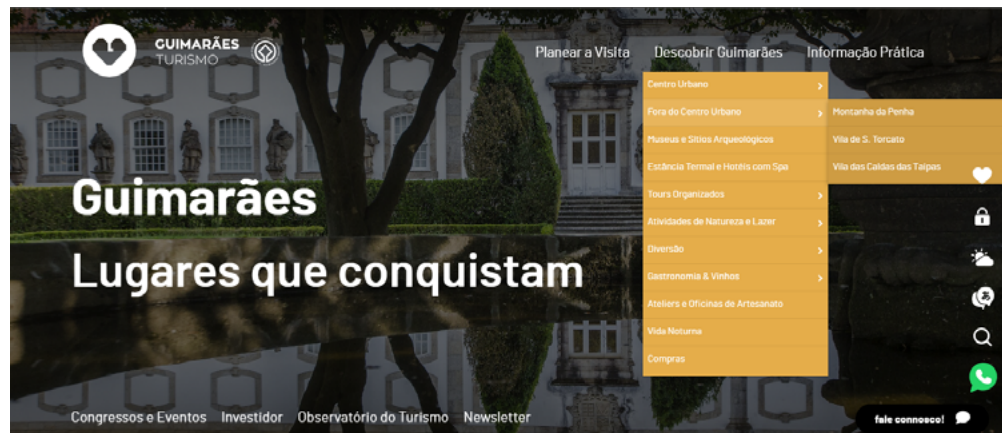 GUIMARÃES
TURISMO
Planear a Visita
Descobrir Guimarães
Informação Prática
Centro Urbano
Fora do Centro Urbano
Montanha da Penha
Museus e Sítios Arqueológicos
Vila de S. Torcato
Estância Termal e Hotéis com Spa
Vila das Caldas das Taipas
Tours Organizados
Atividades de Natureza e Lazer
Diversão
Gastronomia & Vinhos
Ateliers e Oficinas de Artesanato
Vida Noturna
Compras
Guimarães
Lugares que conquistam
Congressos e Eventos
Investidor
Observatório do Turismo
Newsletter
fale connosco!